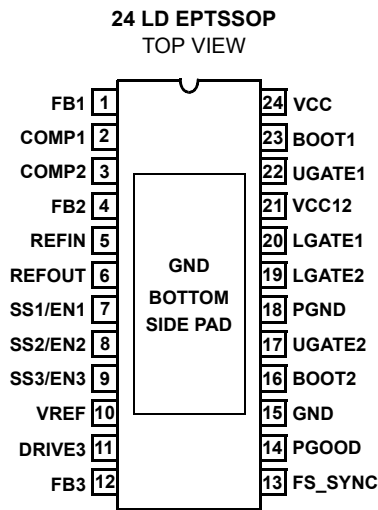 24 LD EPTSSOP
TOP VIEW
FB1 1
COMP1 2
COMP2 3
FB2 4
REFIN 5
REFOUT 6
SS1/EN1 7
SS2/EN2 8
SS3/EN3 9
VREF 10
DRIVE3 11
FB3 12
GND
BOTTOM
SIDE PAD
24 VCC
23 BOOT1
22 UGATE1
21 VCC12
20 LGATE1
19 LGATE2
18 PGND
17 UGATE2
16 BOOT2
15 GND
14 PGOOD
13 FS_SYNC